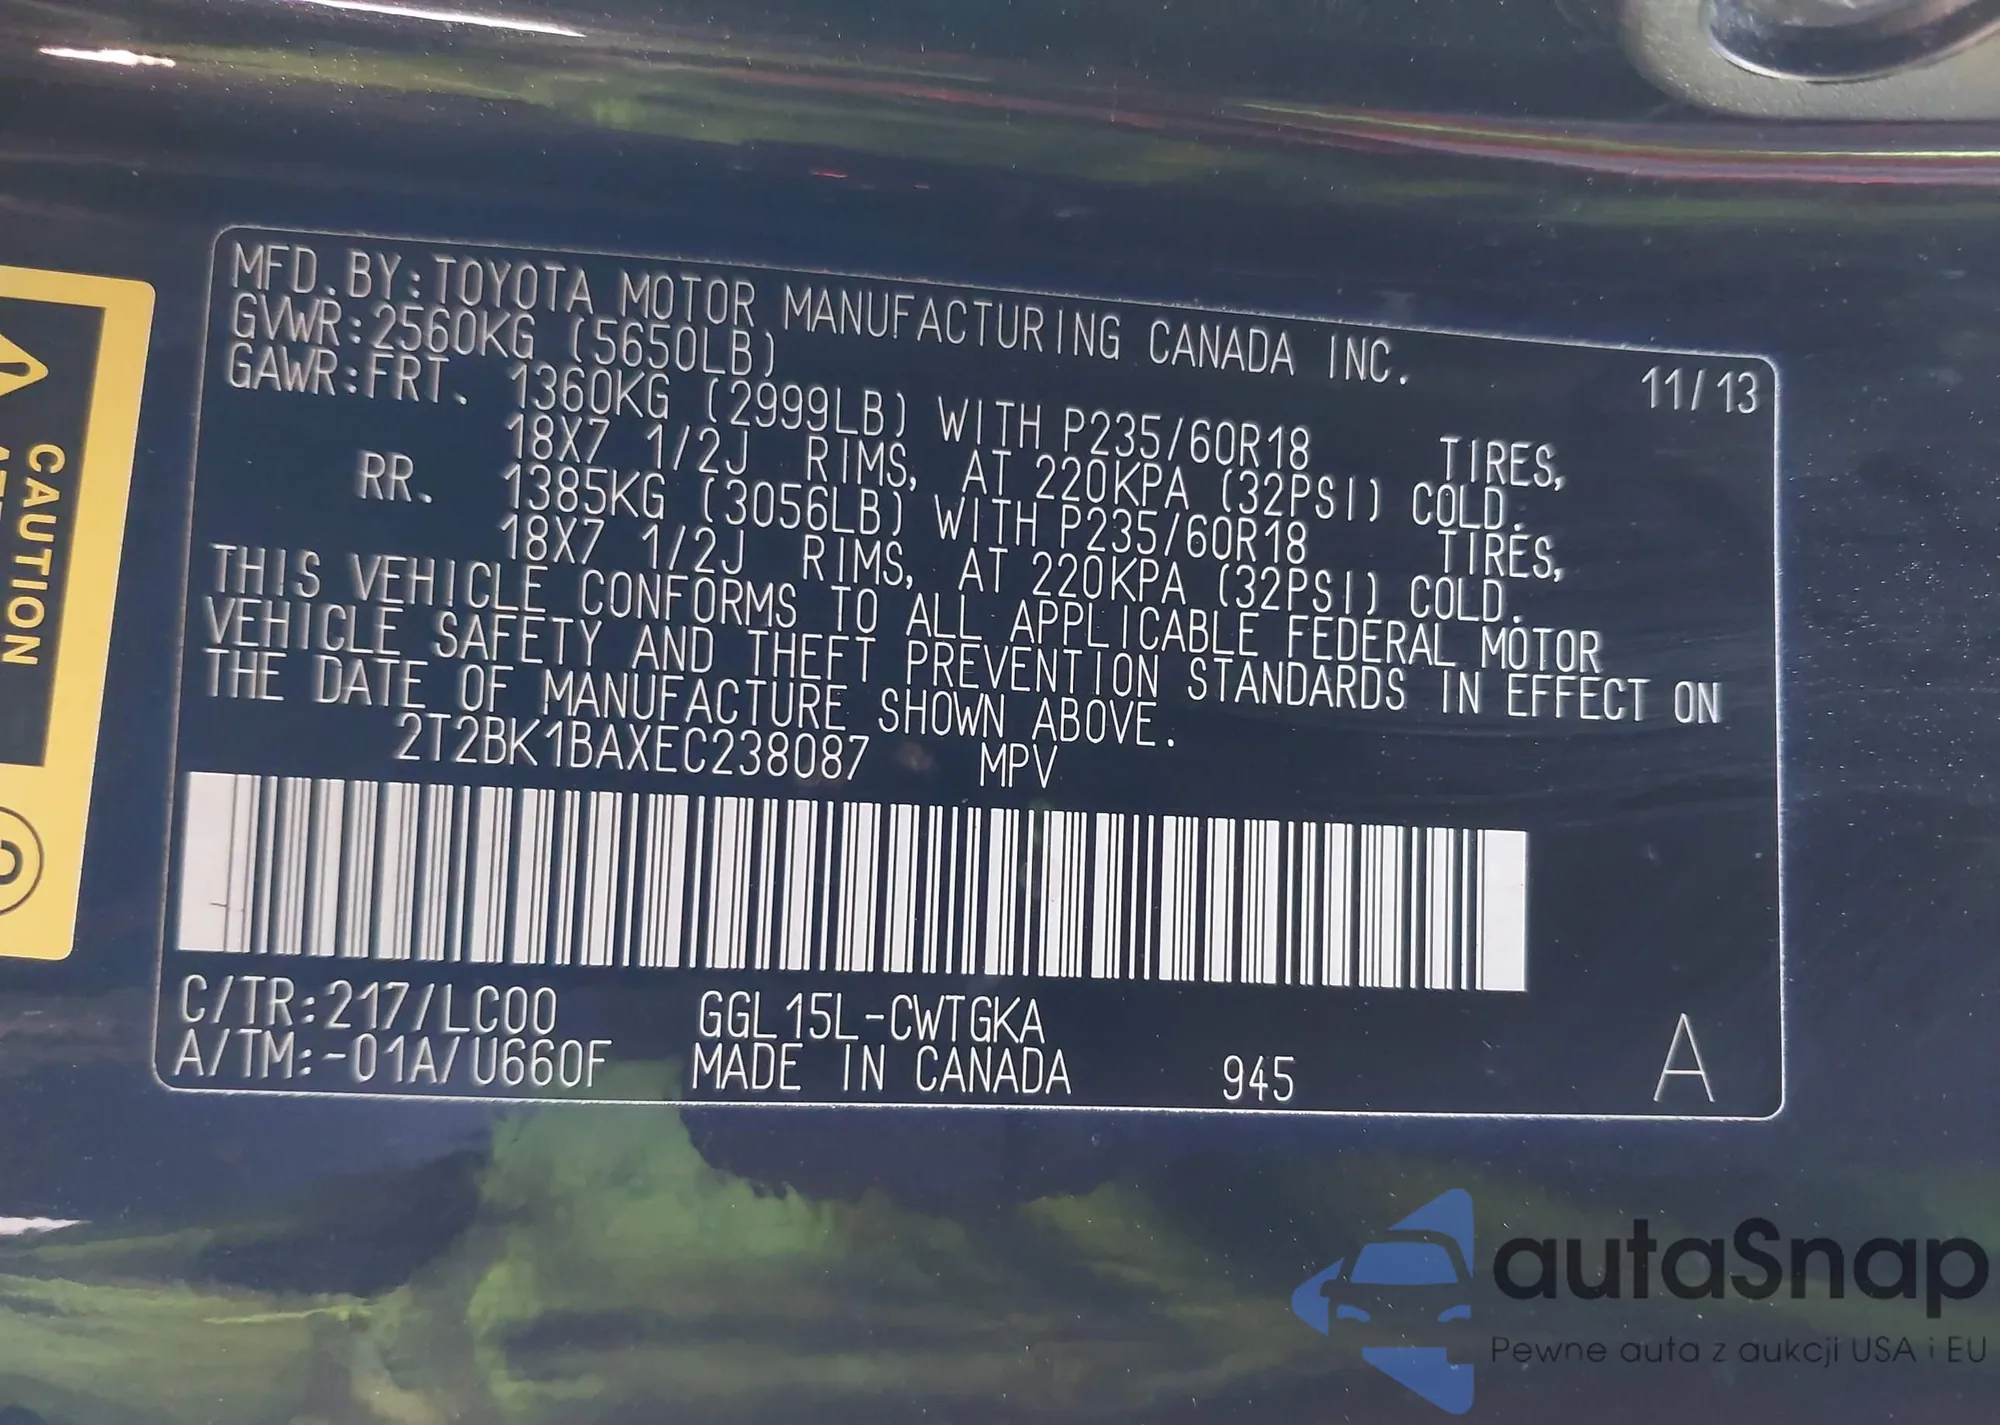 MFD.BY:TOYOTA MOTOR MANUFACTURING CANADA INC. 11/13
GVWR:2560KG (5650LB)
GAWR:FRT. 1360KG (2999LB) WITH P235/60R18 TIRES,
18X7 1/2J RIMS, AT 220KPA (32PSI) COLD.
RR. 1385KG (3056LB) WITH P235/60R18 TIRES,
18X7 1/2J RIMS, AT 220KPA (32PSI) COLD.
THIS VEHICLE CONFORMS TO ALL APPLICABLE FEDERAL MOTOR
VEHICLE SAFETY AND THEFT PREVENTION STANDARDS IN EFFECT ON
THE DATE OF MANUFACTURE SHOWN ABOVE.
2T2BK1BAXEC238087 MPV
C/TR:217/LC00 GGL15L-CWTGKA
A/TM:-01A/U660F MADE IN CANADA 945 A
CAUTION
autaSnap
Pewne auta z aukcji USA i EU